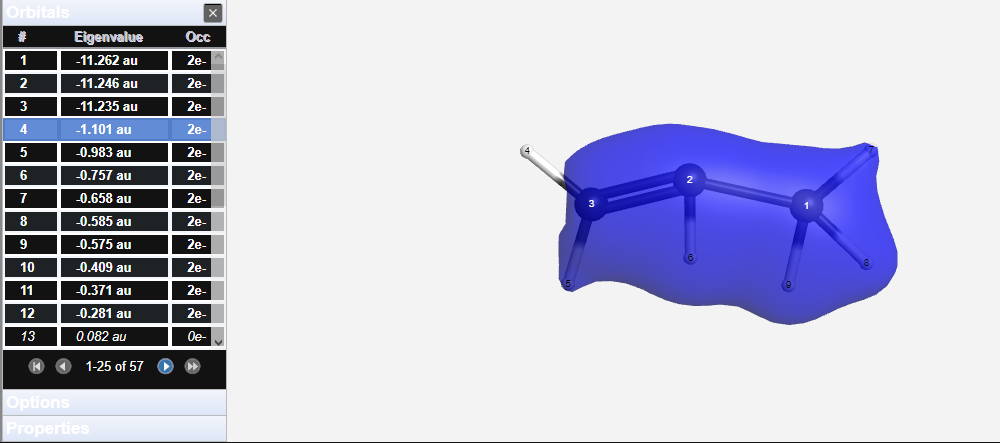 Orbitals
# Eigenvalue Occ
1 -11.262 au 2e-
2 -11.246 au 2e-
3 -11.235 au 2e-
4 -1.101 au 2e-
5 -0.983 au 2e-
6 -0.757 au 2e-
7 -0.658 au 2e-
8 -0.585 au 2e-
9 -0.575 au 2e-
10 -0.409 au 2e-
11 -0.371 au 2e-
12 -0.281 au 2e-
13 0.082 au 0e-
1-25 of 57
Options
Properties
4
7
2
3
1
6
8
5
9